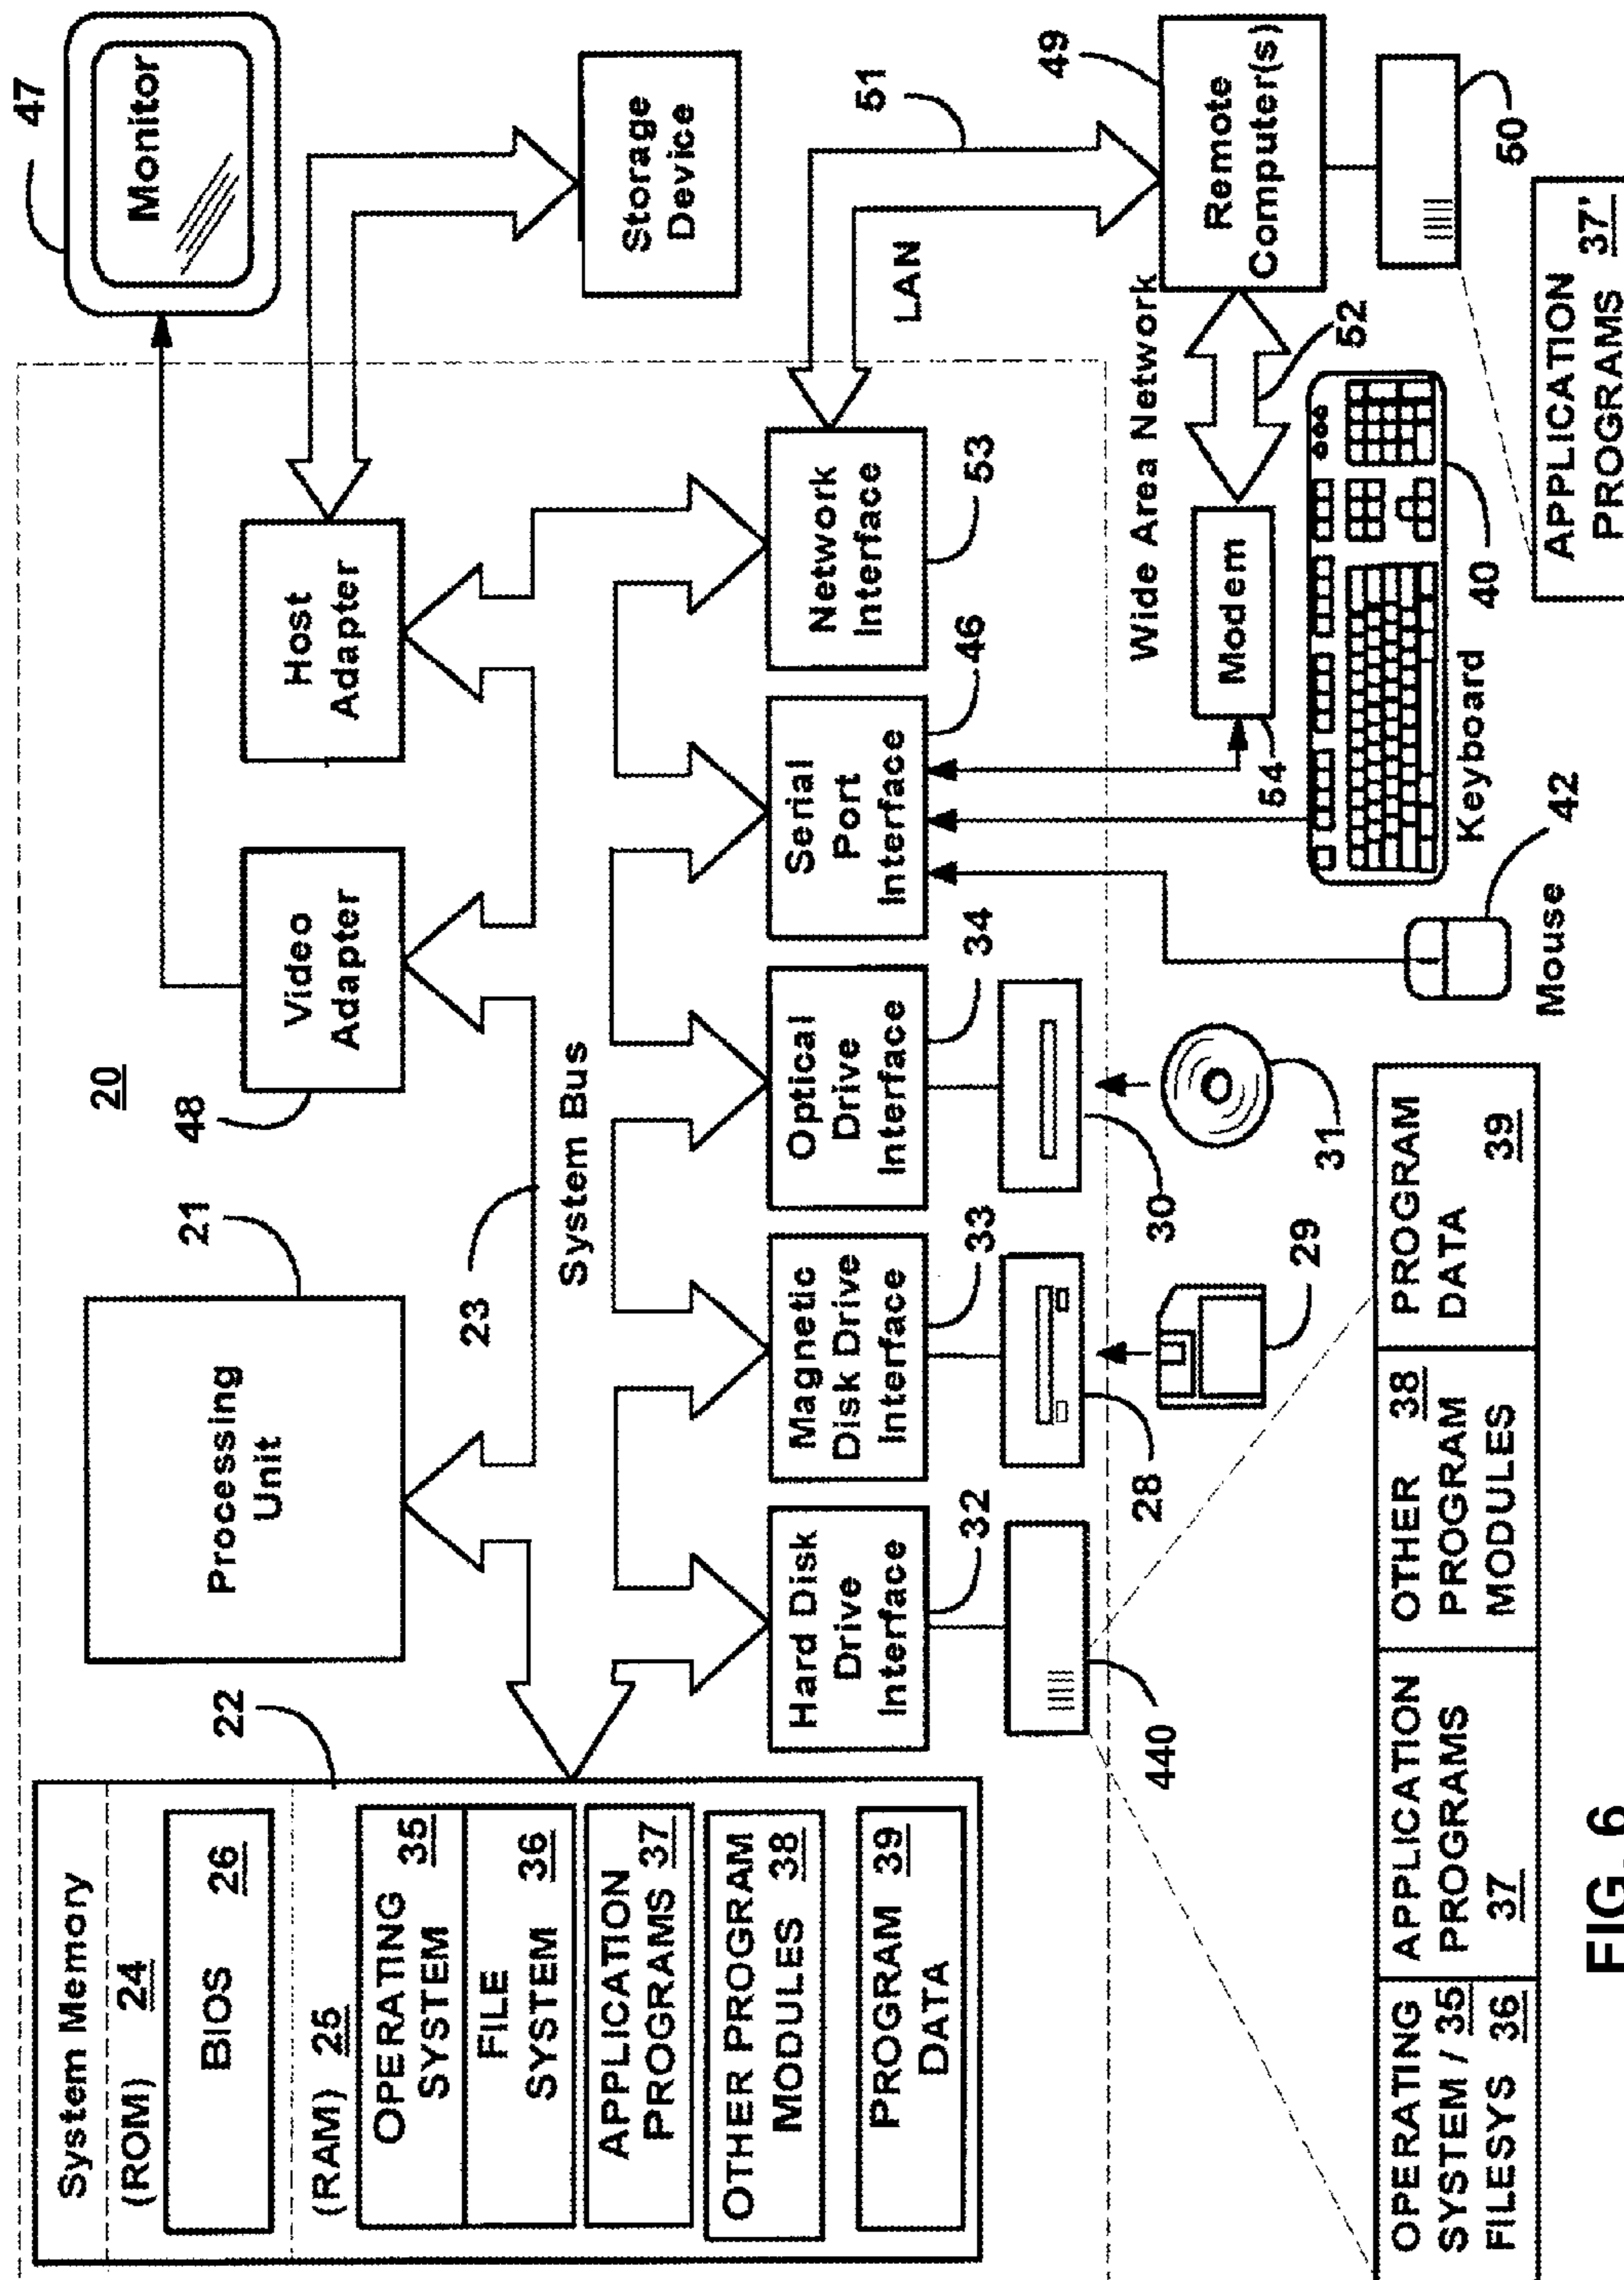 System Memory
(ROM) 24
BIOS 26
(RAM) 25
OPERATING
SYSTEM 35
FILE
SYSTEM 36
APPLICATION
PROGRAMS 37
OTHER PROGRAM
MODULES 38
PROGRAM 39
DATA
22
Processing
Unit
21
20
48
Video
Adapter
Host
Adapter
47
Monitor
Storage
Device
23
System Bus
Hard Disk
Drive
Interface
32
Magnetic
Disk Drive
Interface
33
Optical
Drive
Interface
34
Serial
Port
Interface
46
Network
Interface
53
LAN
51
49
Remote
Computer(s)
50
Wide Area Network
52
Modem
54
440
28
29
30
31
Keyboard
40
Mouse
42
APPLICATION
PROGRAMS 37'
OPERATING
SYSTEM / 35
FILESYS 36
APPLICATION
PROGRAMS
37
OTHER 38
PROGRAM
MODULES
PROGRAM
DATA
39
FIG. 6